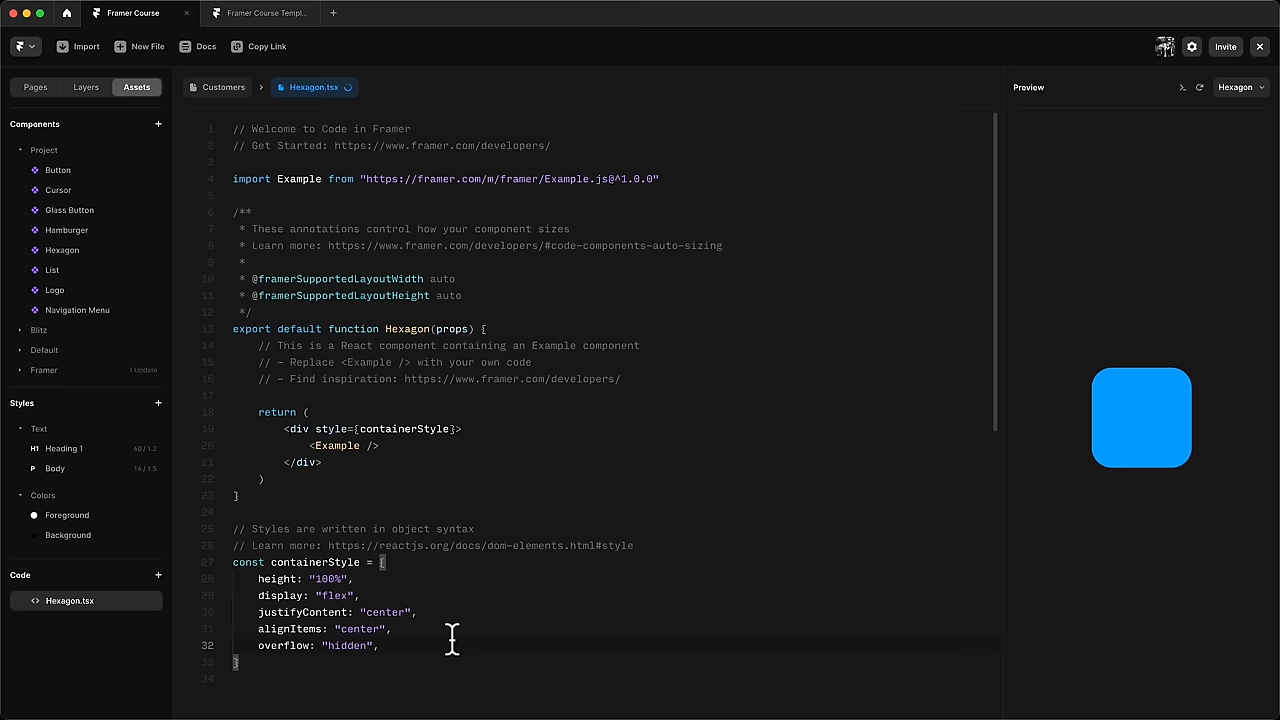 Framer Course
Framer Course Templ...
Import
New File
Docs
Copy Link
Invite
Pages
Layers
Assets
Customers
Hexagon.tsx
Preview
Hexagon
Components
Project
Button
Cursor
Glass Button
Hamburger
Hexagon
List
Logo
Navigation Menu
Blitz
Default
Framer 1 Update
Styles
Text
H1 Heading 1 60 / 1.2
P Body 16 / 1.5
Colors
Foreground
Background
Code
<> Hexagon.tsx
1 // Welcome to Code in Framer
2 // Get Started: https://www.framer.com/developers/
3
4 import Example from "https://framer.com/m/framer/Example.js@^1.0.0"
5
6 /**
7 * These annotations control how your component sizes
8 * Learn more: https://www.framer.com/developers/#code-components-auto-sizing
9 *
10 * @framerSupportedLayoutWidth auto
11 * @framerSupportedLayoutHeight auto
12 */
13 export default function Hexagon(props) {
14 // This is a React component containing an Example component
15 // - Replace <Example /> with your own code
16 // - Find inspiration: https://www.framer.com/developers/
17
18 return (
19 <div style={containerStyle}>
20 <Example />
21 </div>
22 )
23 }
24
25 // Styles are written in object syntax
26 // Learn more: https://reactjs.org/docs/dom-elements.html#style
27 const containerStyle = {
28 height: "100%",
29 display: "flex",
30 justifyContent: "center",
31 alignItems: "center",
32 overflow: "hidden",
33 }
34